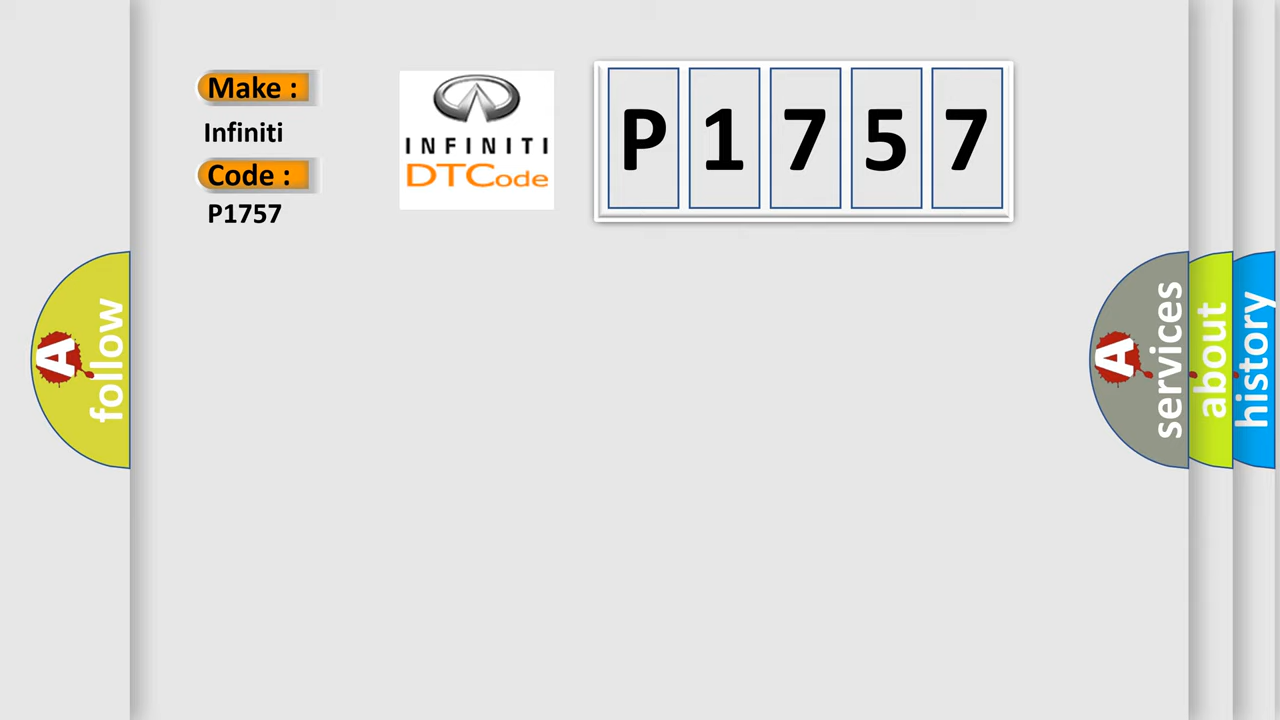 Make :
Infiniti
Code :
P1757
INFINITI
DTCode
P 1 7 5 7
A follow
A services
about
history